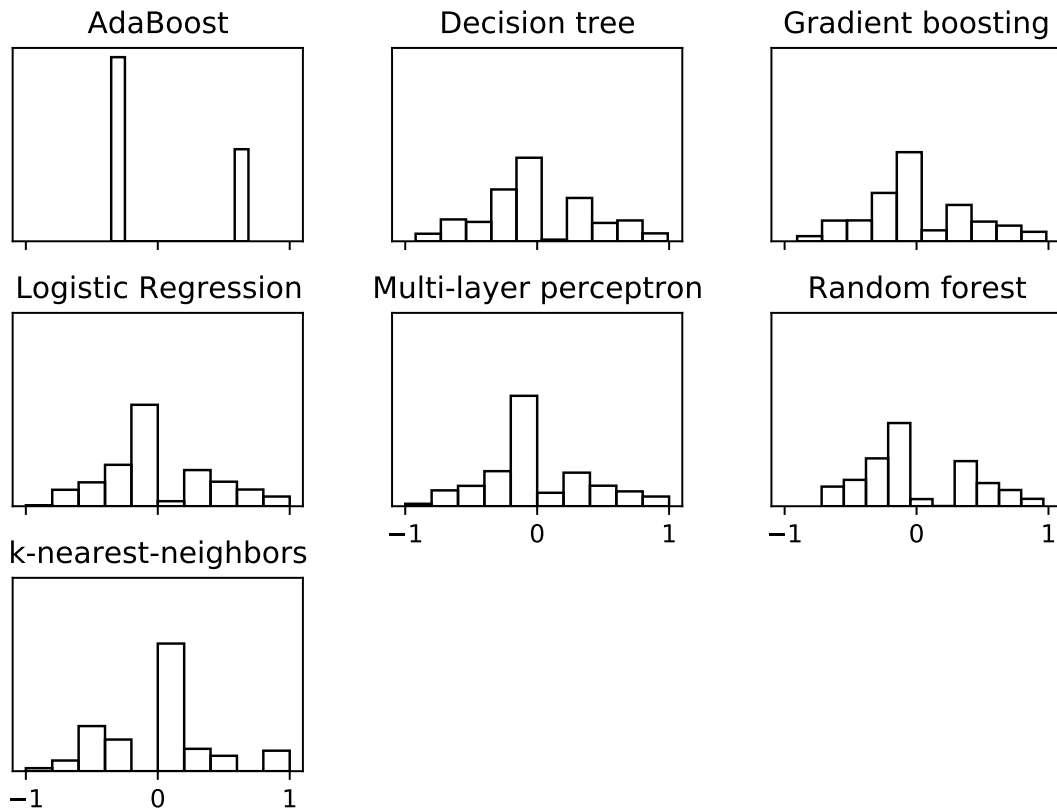 AdaBoost
Decision tree
Gradient boosting
Logistic Regression
Multi-layer perceptron
Random forest
−1 0 1
−1 0 1
k-nearest-neighbors
−1 0 1